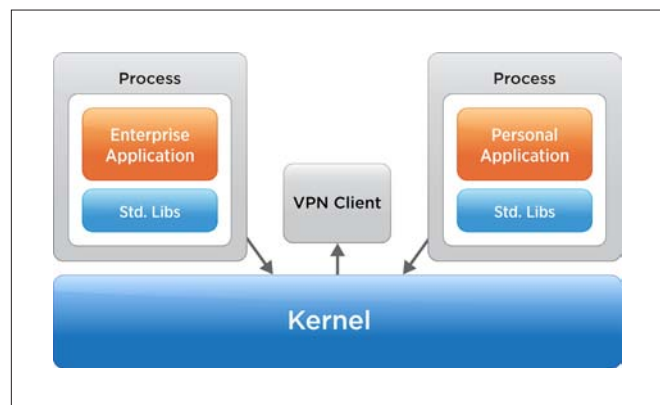 Process
Enterprise
Application
Std. Libs
VPN Client
Process
Personal
Application
Std. Libs
Kernel